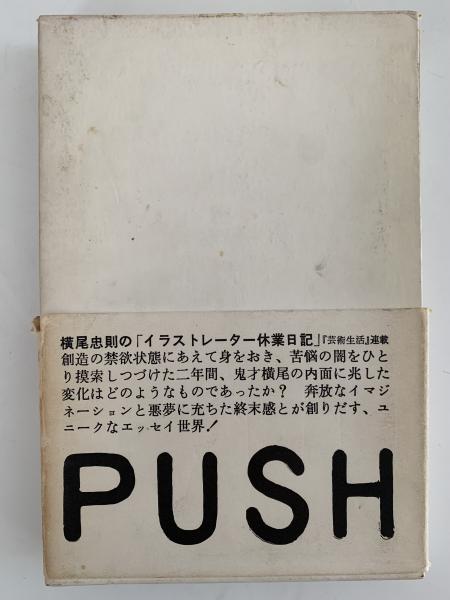 横尾忠則の「イラストレーター休業日記」『芸術生活』連載
創造の禁欲状態にあえて身をおき、苦悩の闇をひと
り摸索しつづけた二年間、鬼才横尾の内面に兆した
変化はどのようなものであったか？　奔放なイマジ
ネーションと悪夢に充ちた終末感とが創りだす、ユ
ニークなエッセイ世界！
PUSH